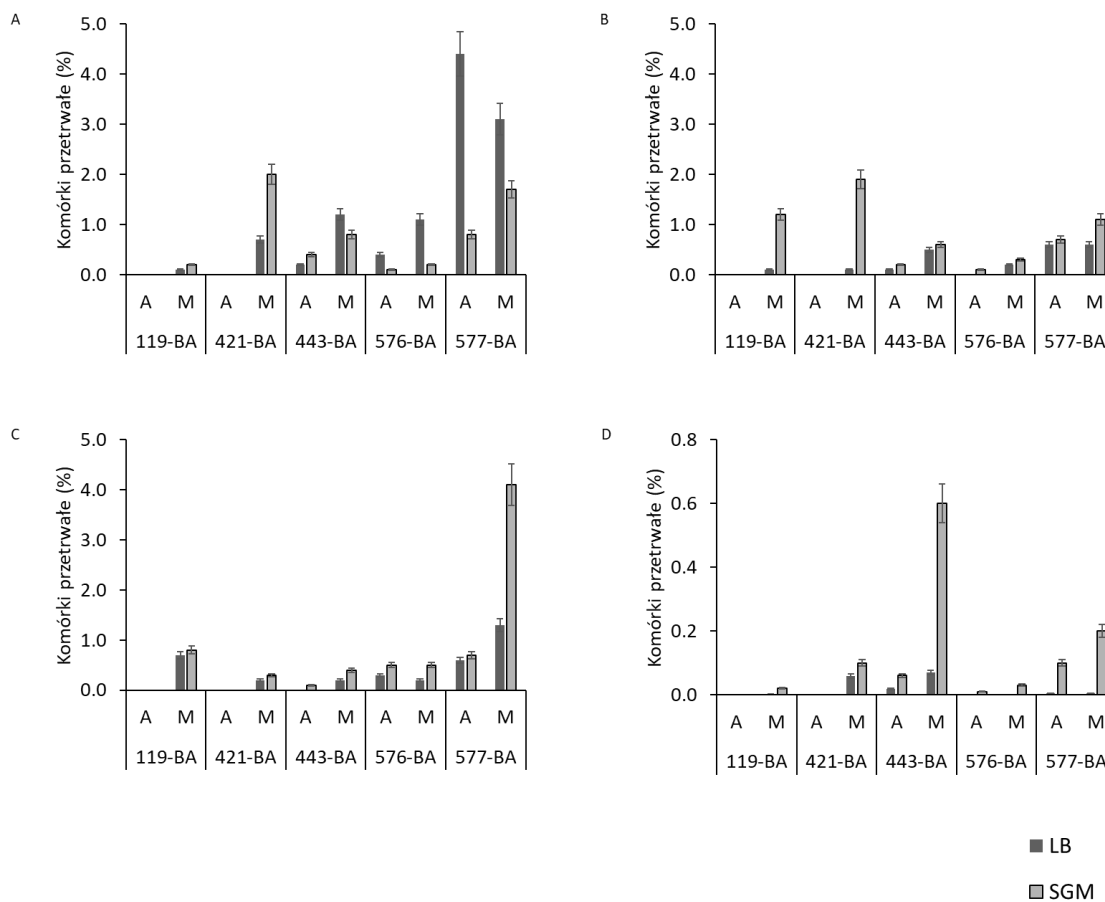 A
Komórki przetrwałe (%)
5.0
4.0
3.0
2.0
1.0
0.0
A M A M A M A M A M
119-BA 421-BA 443-BA 576-BA 577-BA
B
Komórki przetrwałe (%)
5.0
4.0
3.0
2.0
1.0
0.0
A M A M A M A M A M
119-BA 421-BA 443-BA 576-BA 577-BA
C
Komórki przetrwałe (%)
5.0
4.0
3.0
2.0
1.0
0.0
A M A M A M A M A M
119-BA 421-BA 443-BA 576-BA 577-BA
D
Komórki przetrwałe (%)
0.8
0.6
0.4
0.2
0.0
A M A M A M A M A M
119-BA 421-BA 443-BA 576-BA 577-BA
LB
SGM